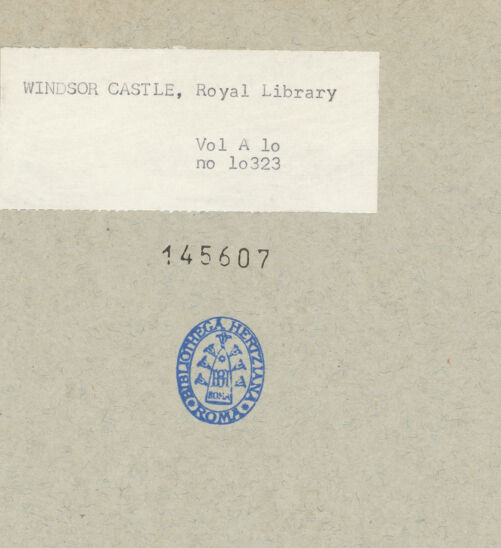 WINDSOR CASTLE, Royal Library
Vol A lo
no lo323
145607
BIBLIOTHECA HERTZIANA
ROMA